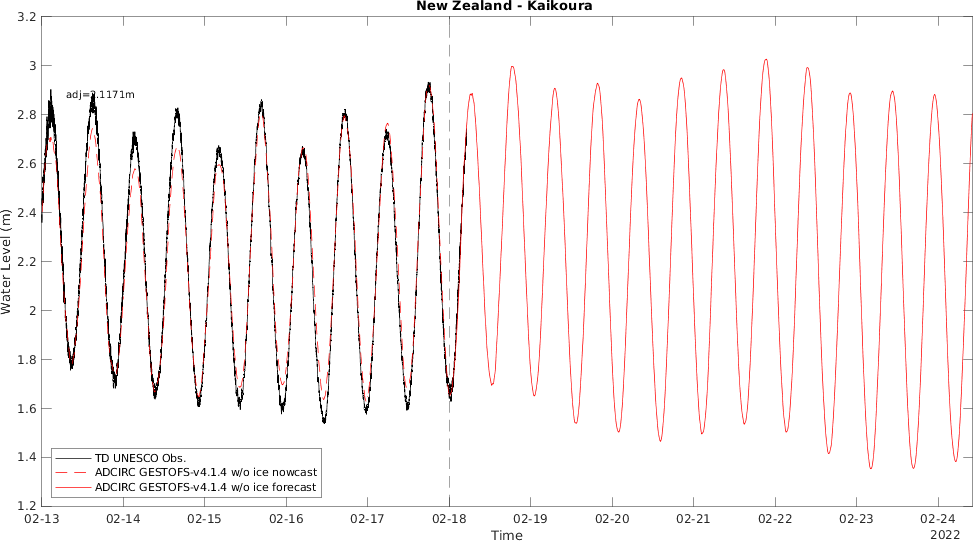 New Zealand - Kaikoura
3.2
3
2.8
2.6
2.4
2.2
2
1.8
1.6
1.4
1.2
Water Level (m)
adj=2.1171m
TD UNESCO Obs.
ADCIRC GESTOFS-v4.1.4 w/o ice nowcast
ADCIRC GESTOFS-v4.1.4 w/o ice forecast
02-13 02-14 02-15 02-16 02-17 02-18 02-19 02-20 02-21 02-22 02-23 02-24
Time
2022